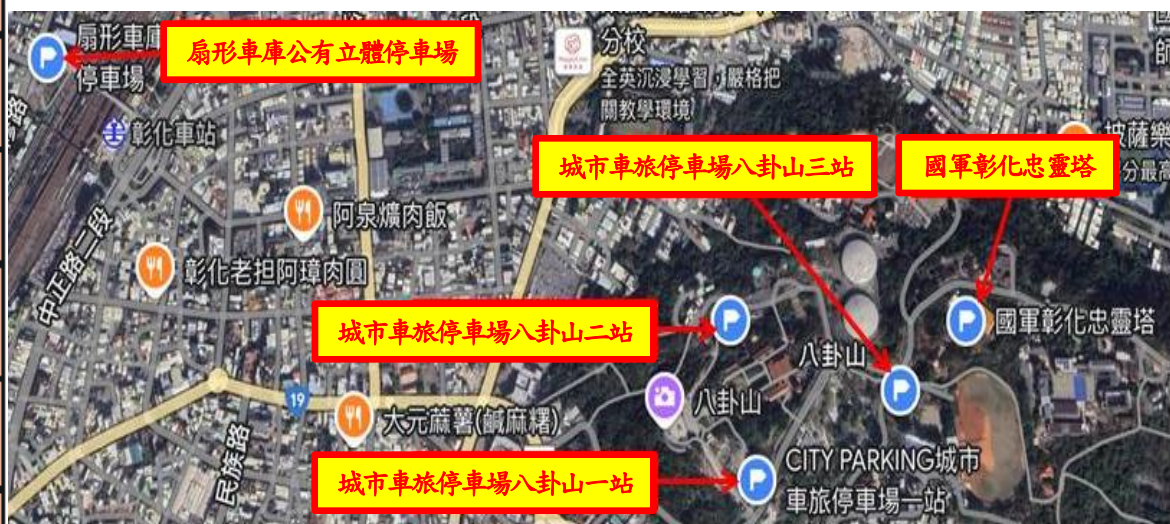 扇形車庫
停車場
扇形車庫公有立體停車場
分校
全英沉浸學習，嚴格把
關教學環境
師
彰化車站
披薩樂
分最高
城市車旅停車場八卦山三站
國軍彰化忠靈塔
阿泉爌肉飯
彰化老担阿璋肉圓
中正路二段
城市車旅停車場八卦山二站
國軍彰化忠靈塔
八卦山
八卦山
19
大元蔴薯(鹹麻糬)
民族路
城市車旅停車場八卦山一站
CITY PARKING城市
車旅停車場一站